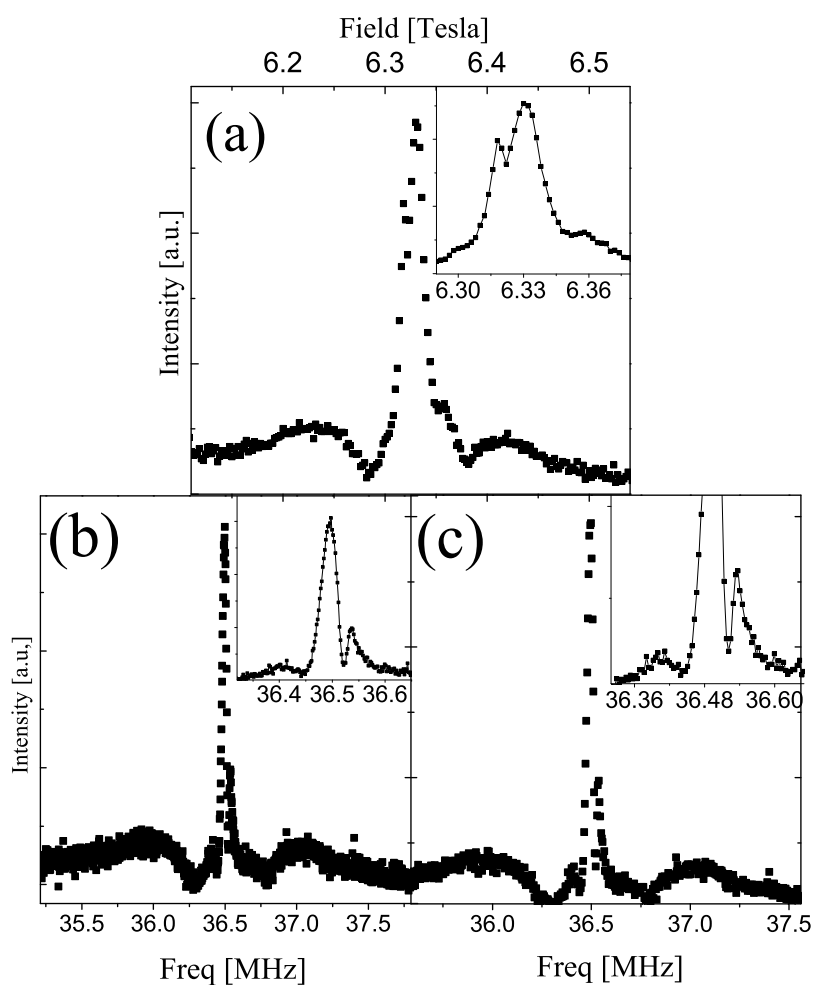 Field [Tesla]
6.2 6.3 6.4 6.5
(a)
Intensity [a.u.]
6.30 6.33 6.36
(b)
(c)
Intensity [a.u,]
36.4 36.5 36.6
36.36 36.48 36.60
35.5 36.0 36.5 37.0 37.5
36.0 36.5 37.0 37.5
Freq [MHz]
Freq [MHz]